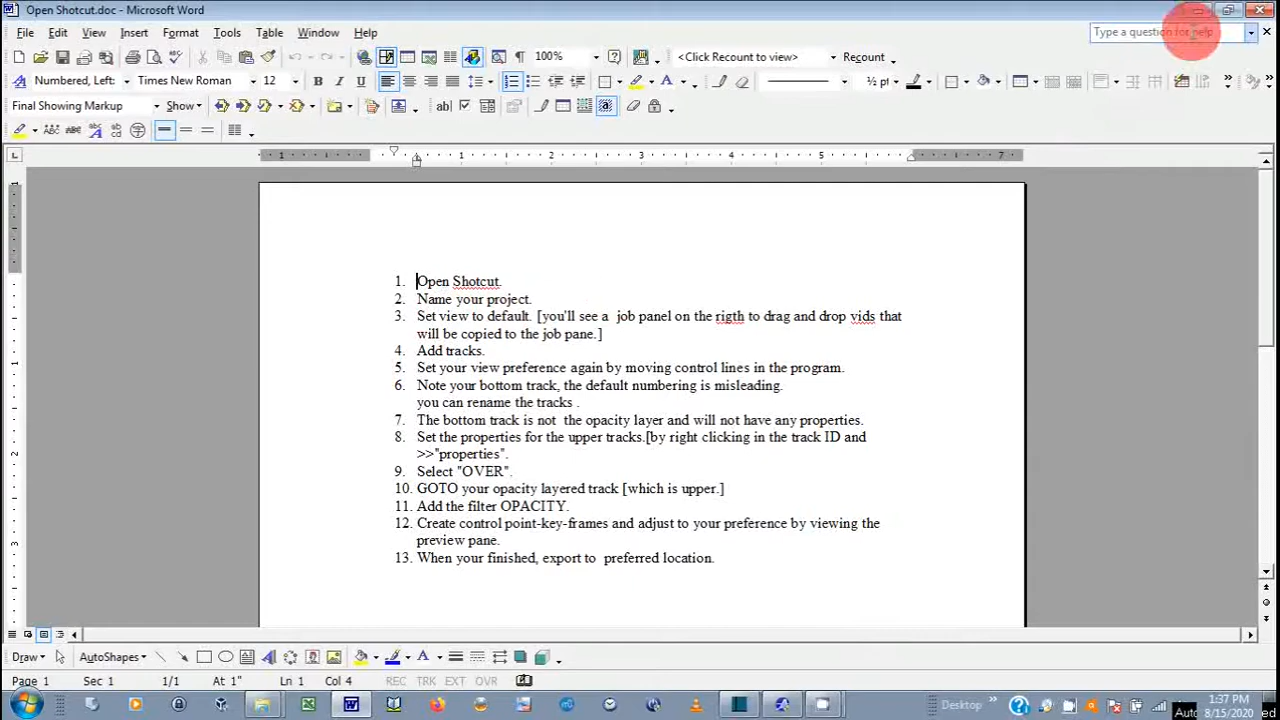 Open Shotcut.doc - Microsoft Word
File Edit View Insert Format Tools Table Window Help
Type a question for help
100% <Click Recount to view> Recount
Numbered, Left: Times New Roman 12 B I U ½ pt
Final Showing Markup Show
1 1 2 3 4 5 7
1. Open Shotcut.
2. Name your project.
3. Set view to default. [you'll see a job panel on the rigth to drag and drop vids that
will be copied to the job pane.]
4. Add tracks.
5. Set your view preference again by moving control lines in the program.
6. Note your bottom track, the default numbering is misleading.
you can rename the tracks .
7. The bottom track is not the opacity layer and will not have any properties.
8. Set the properties for the upper tracks.[by right clicking in the track ID and
>>"properties".
9. Select "OVER".
10. GOTO your opacity layered track [which is upper.]
11. Add the filter OPACITY.
12. Create control point-key-frames and adjust to your preference by viewing the
preview pane.
13. When your finished, export to preferred location.
Draw AutoShapes
Page 1 Sec 1 1/1 At 1" Ln 1 Col 4 REC TRK EXT OVR
Desktop 1:37 PM
8/15/2020